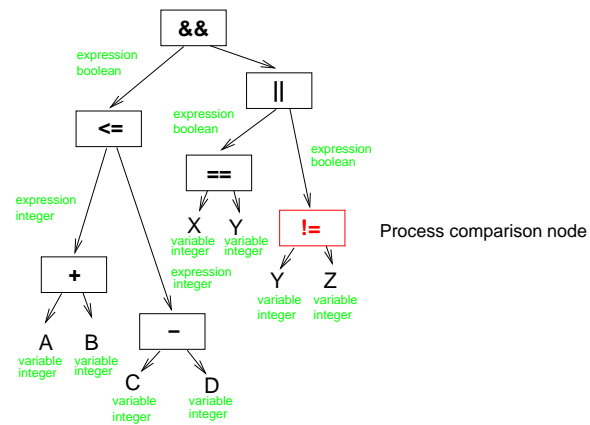 &&
expression
boolean
||
expression
boolean
<=
expression
boolean
==
expression
integer
X
Y
variable
integer
variable
integer
!=
Process comparison node
+
expression
integer
Y
Z
variable
integer
variable
integer
A
B
–
variable
integer
variable
integer
C
D
variable
integer
variable
integer